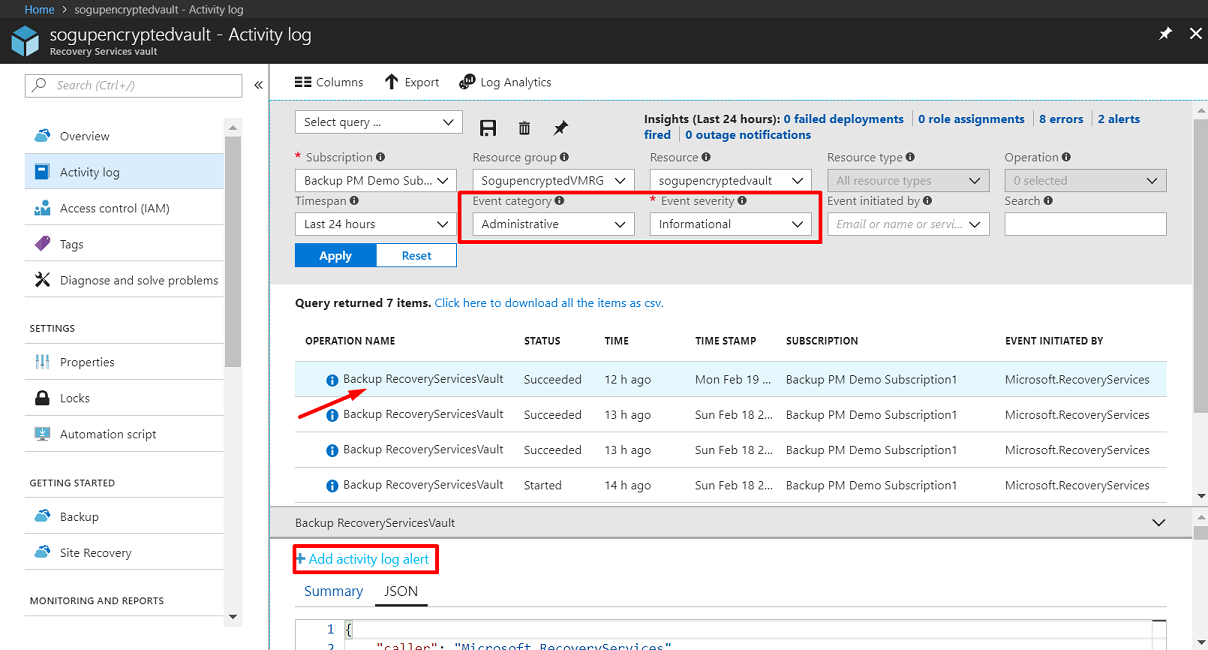 Home > sogupencryptedvault - Activity log
sogupencryptedvault - Activity log
Recovery Services vault
Search (Ctrl+/)
«
Overview
Activity log
Access control (IAM)
Tags
Diagnose and solve problems
SETTINGS
Properties
Locks
Automation script
GETTING STARTED
Backup
Site Recovery
MONITORING AND REPORTS
Columns Export Log Analytics
Select query ...
Insights (Last 24 hours): 0 failed deployments | 0 role assignments | 8 errors | 2 alerts
fired | 0 outage notifications
* Subscription Resource group Resource Resource type Operation
Backup PM Demo Sub... SogupencryptedVMRG sogupencryptedvault All resource types 0 selected
Timespan Event category * Event severity Event initiated by Search
Last 24 hours Administrative Informational Email or name or servi...
Apply Reset
Query returned 7 items. Click here to download all the items as csv.
OPERATION NAME STATUS TIME TIME STAMP SUBSCRIPTION EVENT INITIATED BY
Backup RecoveryServicesVault Succeeded 12 h ago Mon Feb 19 ... Backup PM Demo Subscription1 Microsoft.RecoveryServices
Backup RecoveryServicesVault Succeeded 13 h ago Sun Feb 18 2... Backup PM Demo Subscription1 Microsoft.RecoveryServices
Backup RecoveryServicesVault Succeeded 13 h ago Sun Feb 18 2... Backup PM Demo Subscription1 Microsoft.RecoveryServices
Backup RecoveryServicesVault Started 14 h ago Sun Feb 18 2... Backup PM Demo Subscription1 Microsoft.RecoveryServices
Backup RecoveryServicesVault
+ Add activity log alert
Summary JSON
1 {
2 "caller": "Microsoft.RecoveryServices"